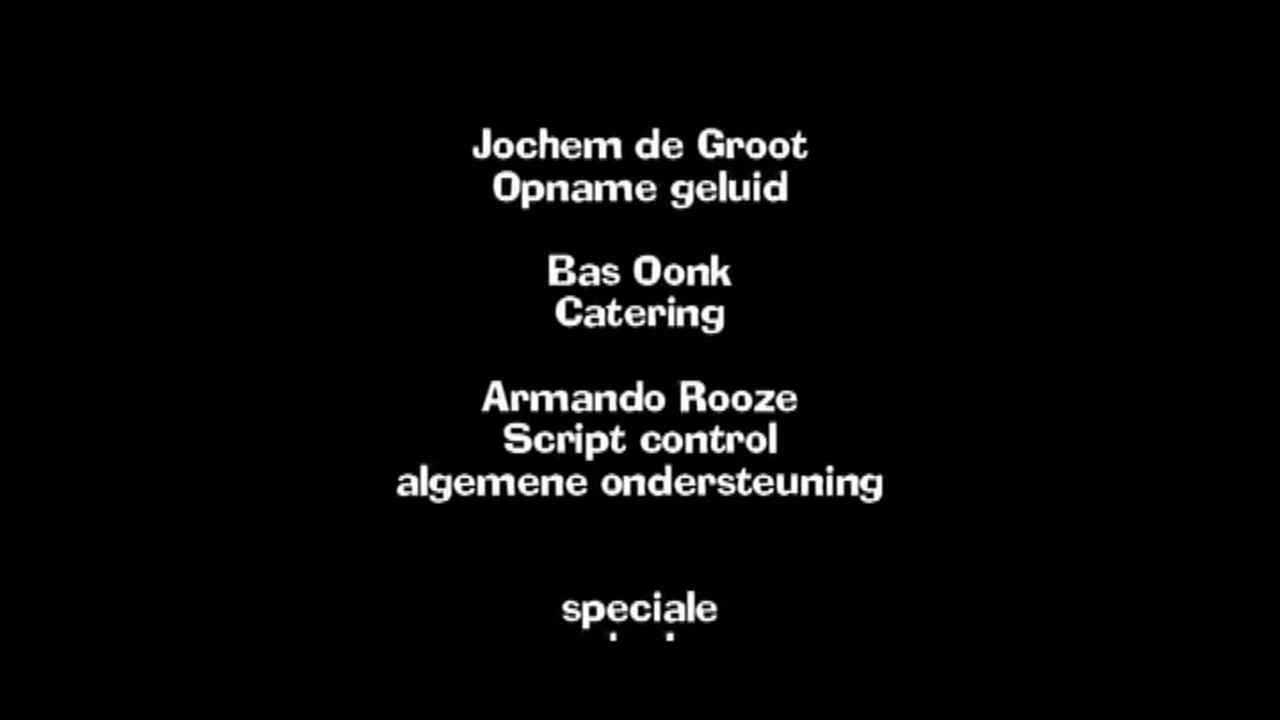 Jochem de Groot
Opname geluid
Bas Oonk
Catering
Armando Rooze
Script control
algemene ondersteuning
speciale